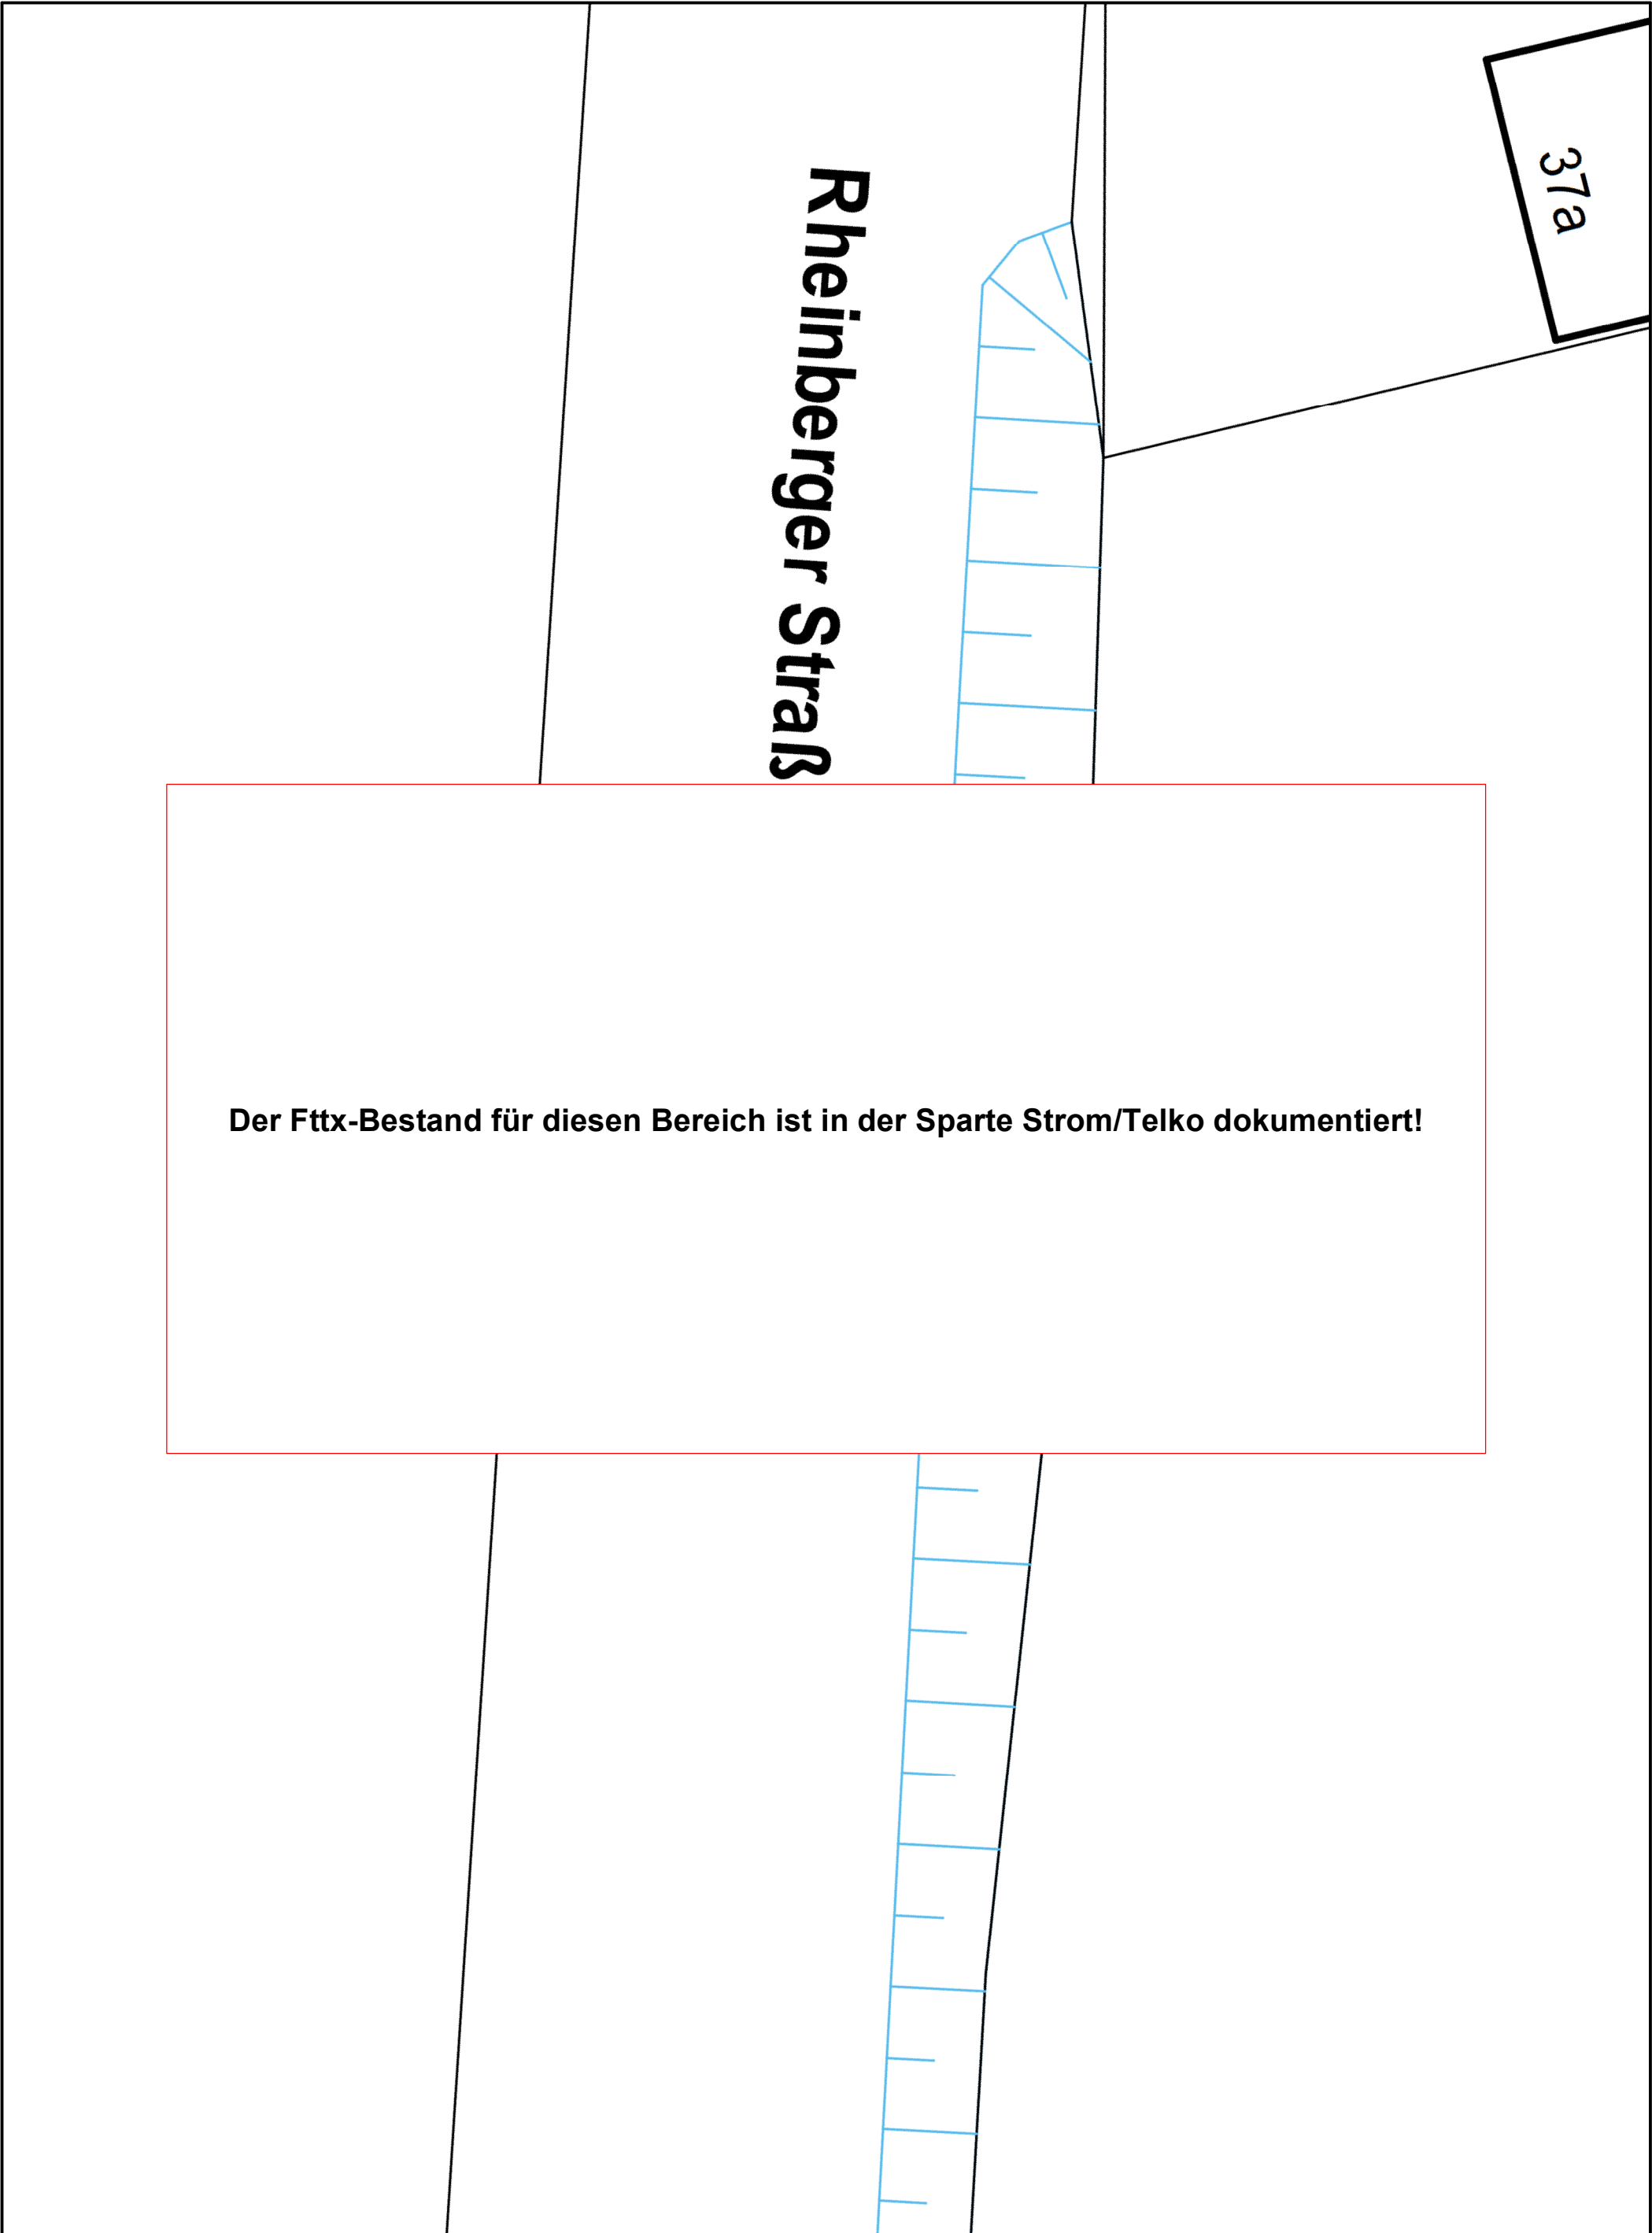 37a
Rheinberger Straß
Der Fttx-Bestand für diesen Bereich ist in der Sparte Strom/Telko dokumentiert!